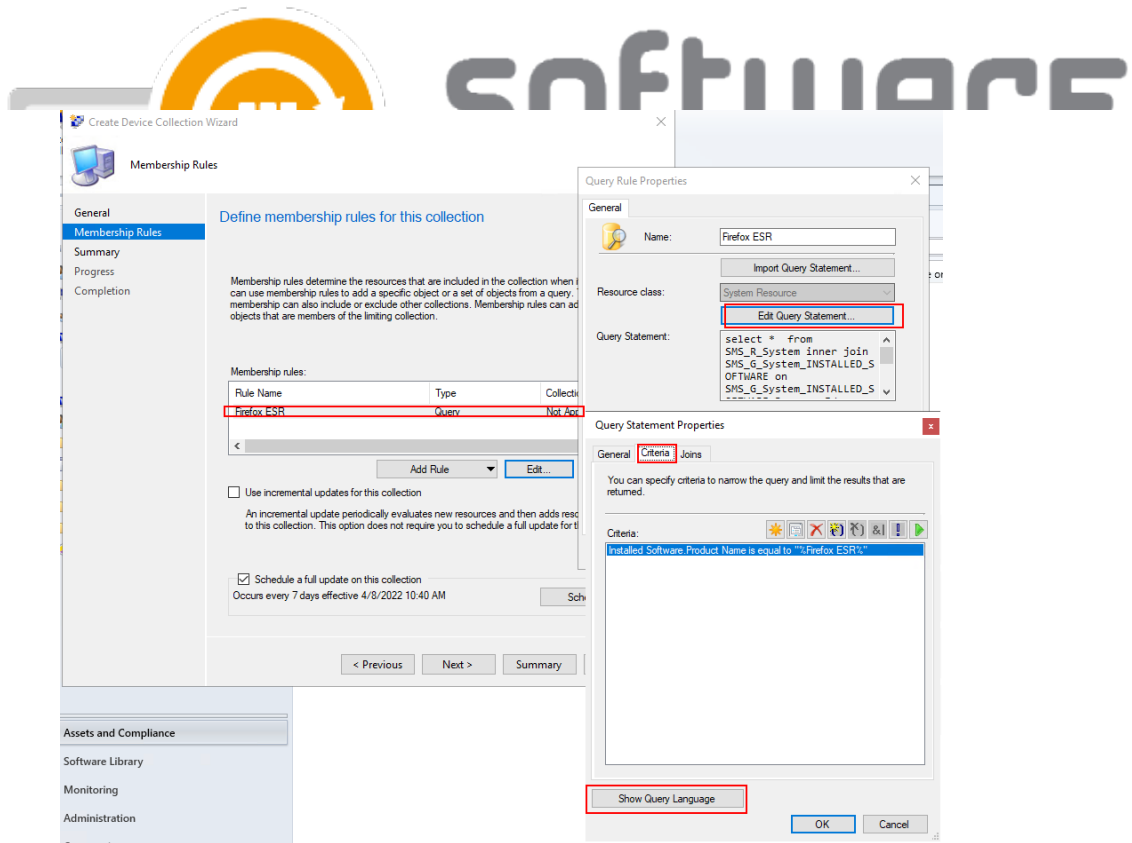 software
Create Device Collection Wizard
Membership Rules
General
Membership Rules
Summary
Progress
Completion
Define membership rules for this collection
Membership rules determine the resources that are included in the collection when
can use membership rules to add a specific object or a set of objects from a query.
membership can also include or exclude other collections. Membership rules can ad
objects that are members of the limiting collection.
Membership rules:
Rule Name Type Collectio
Firefox ESR Query Not App
Add Rule Edit...
Use incremental updates for this collection
An incremental update periodically evaluates new resources and then adds reso
to this collection. This option does not require you to schedule a full update for t
Schedule a full update on this collection
Occurs every 7 days effective 4/8/2022 10:40 AM
Sche
< Previous Next > Summary
Assets and Compliance
Software Library
Monitoring
Administration
Query Rule Properties
General
Name: Firefox ESR
Import Query Statement...
Resource class: System Resource
Edit Query Statement...
Query Statement:
select * from
SMS_R_System inner join
SMS_G_System_INSTALLED_S
OFTWARE on
SMS_G_System_INSTALLED_S
Query Statement Properties
General Criteria Joins
You can specify criteria to narrow the query and limit the results that are
returned.
Criteria:
Installed Software.Product Name is equal to "%Firefox ESR%"
Show Query Language
OK Cancel